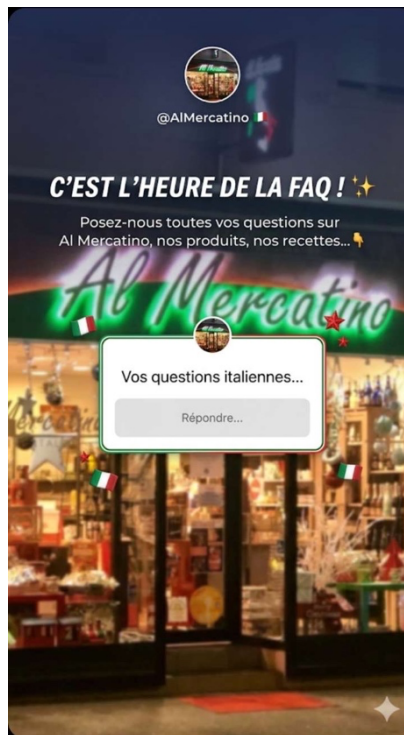 @AlMercatino 🇮🇹
C'EST L'HEURE DE LA FAQ ! ✨
Posez-nous toutes vos questions sur
Al Mercatino, nos produits, nos recettes...👇
Al Mercatino
Vos questions italiennes...
Répondre...
Mercatino